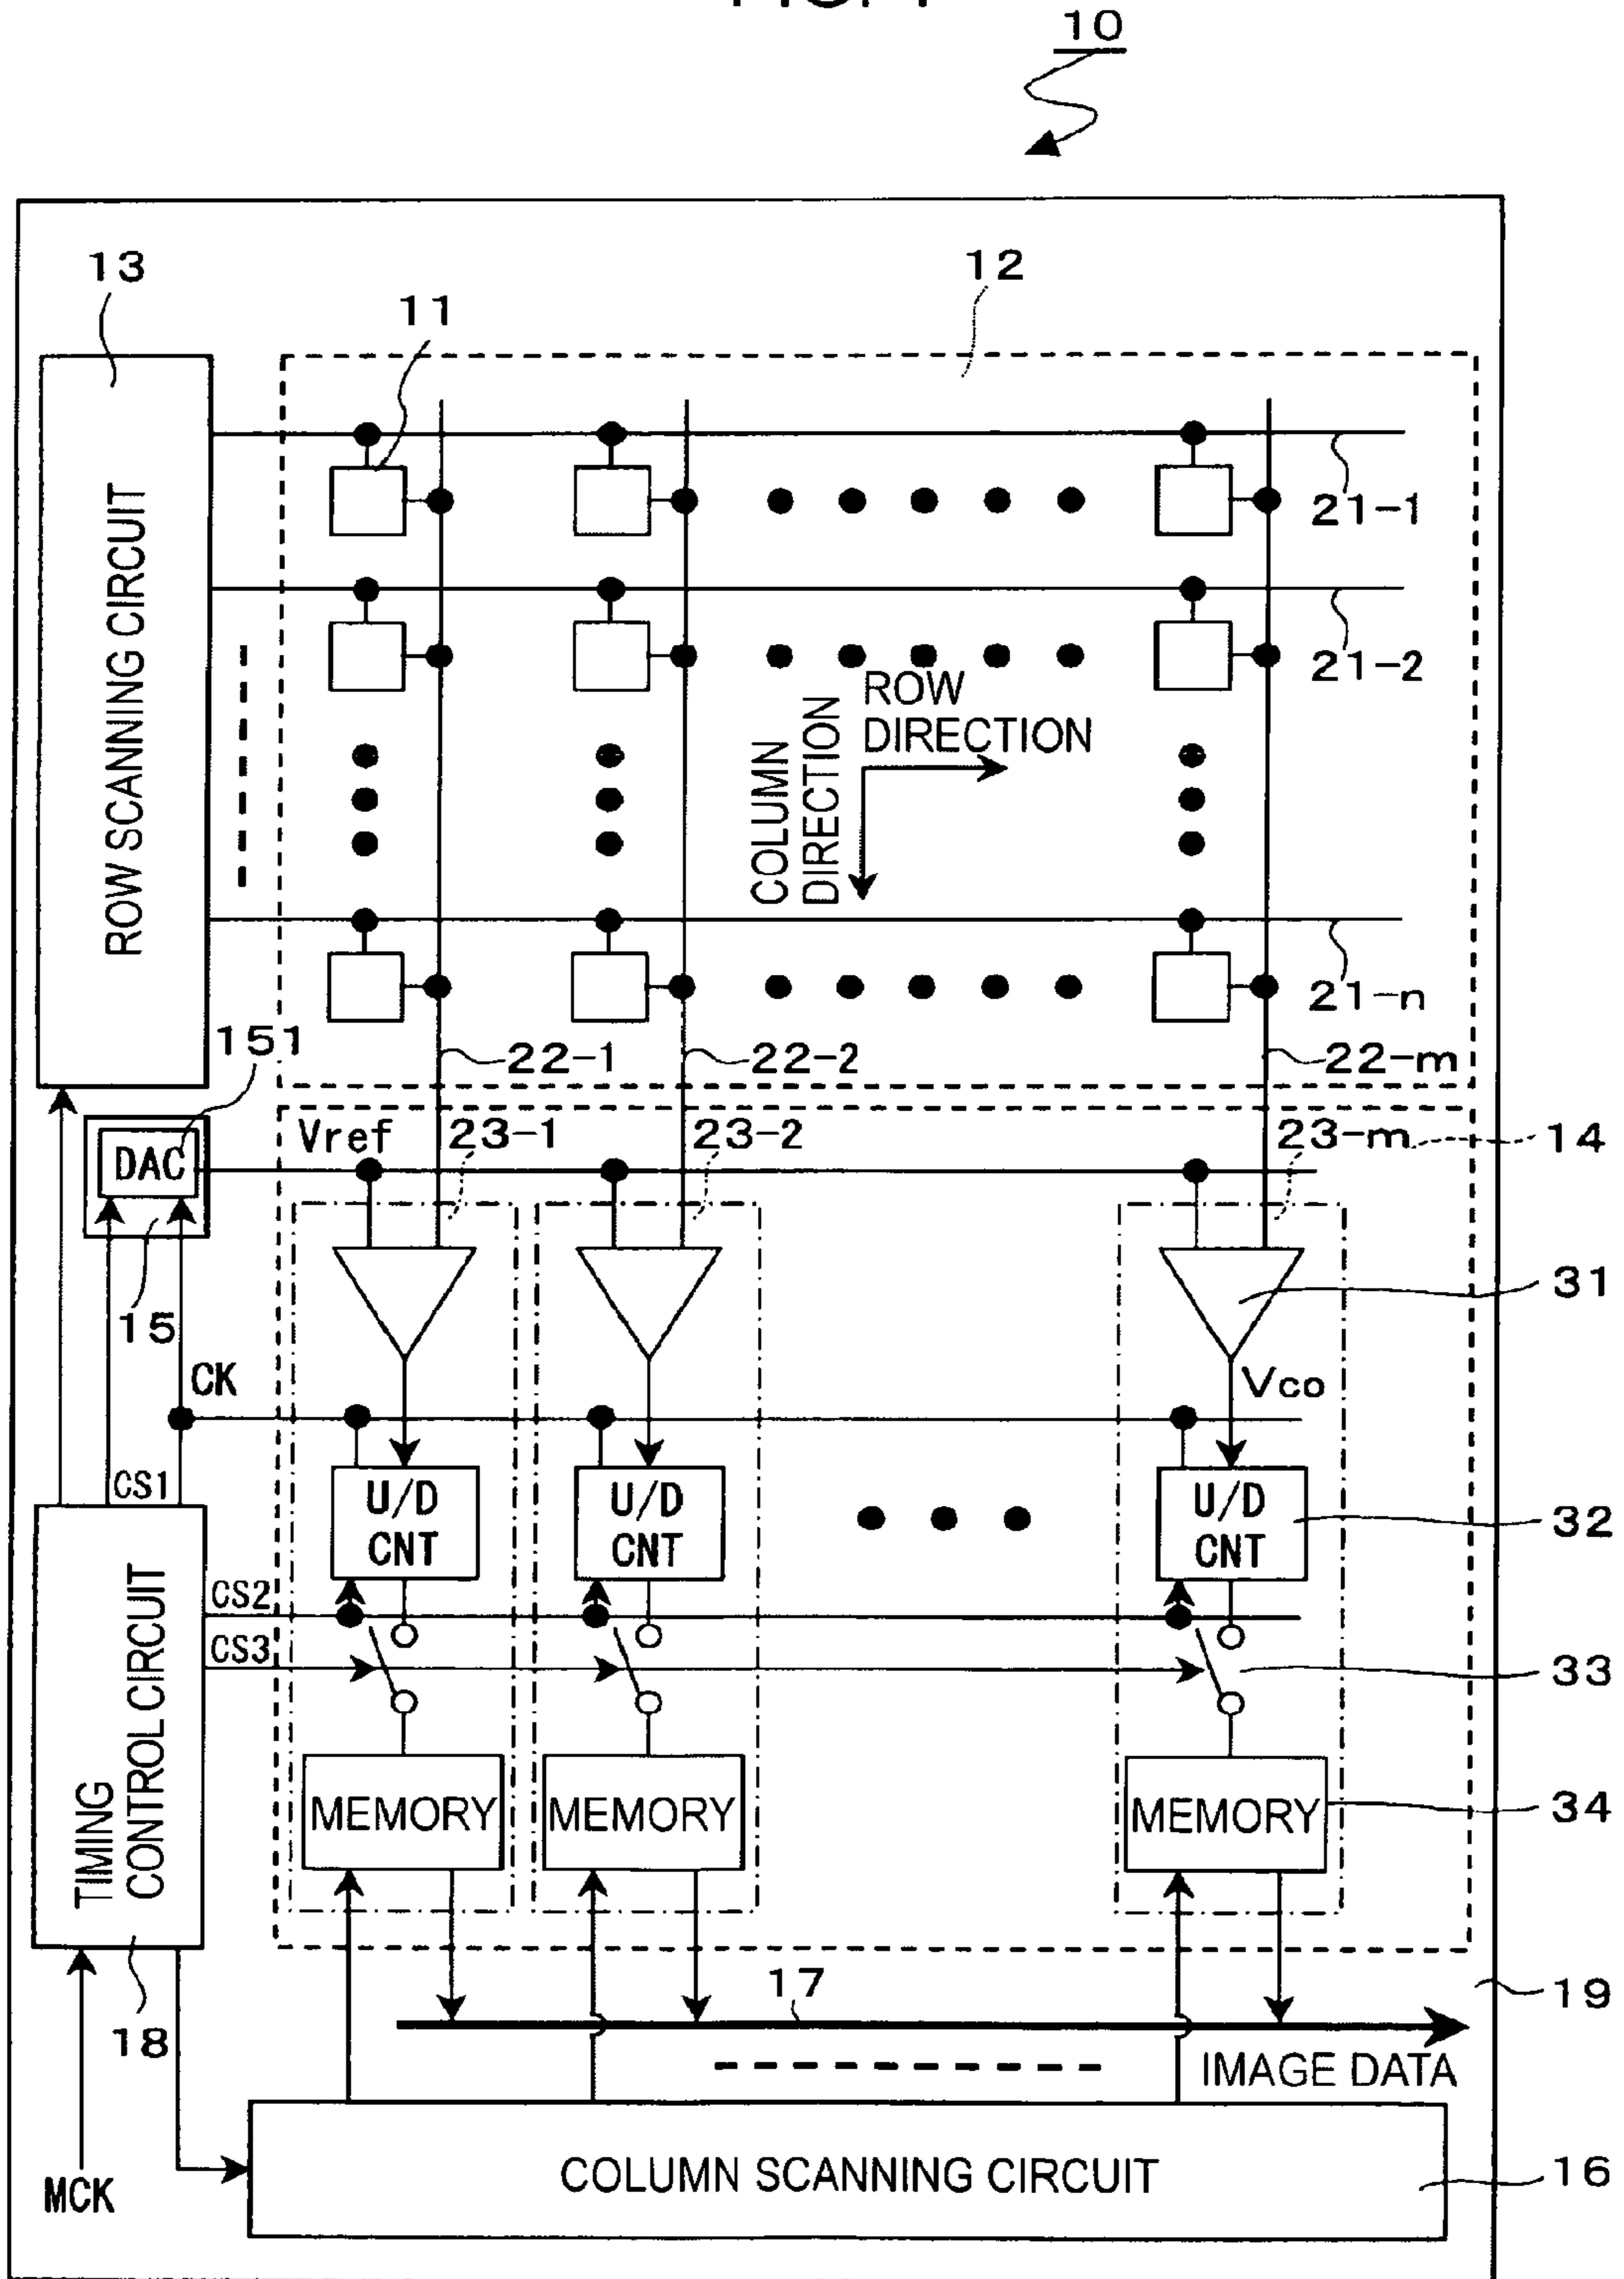 FIG. 1
10
13
12
11
ROW SCANNING CIRCUIT
21-1
21-2
ROW
DIRECTION
COLUMN
DIRECTION
21-n
151
22-1
22-2
22-m
DAC
Vref
23-1
23-2
23-m
14
15
31
CK
Vco
CS1
U/D
CNT
U/D
CNT
U/D
CNT
32
TIMING
CONTROL CIRCUIT
CS2
CS3
33
MEMORY
MEMORY
MEMORY
34
17
19
18
IMAGE DATA
MCK
COLUMN SCANNING CIRCUIT
16